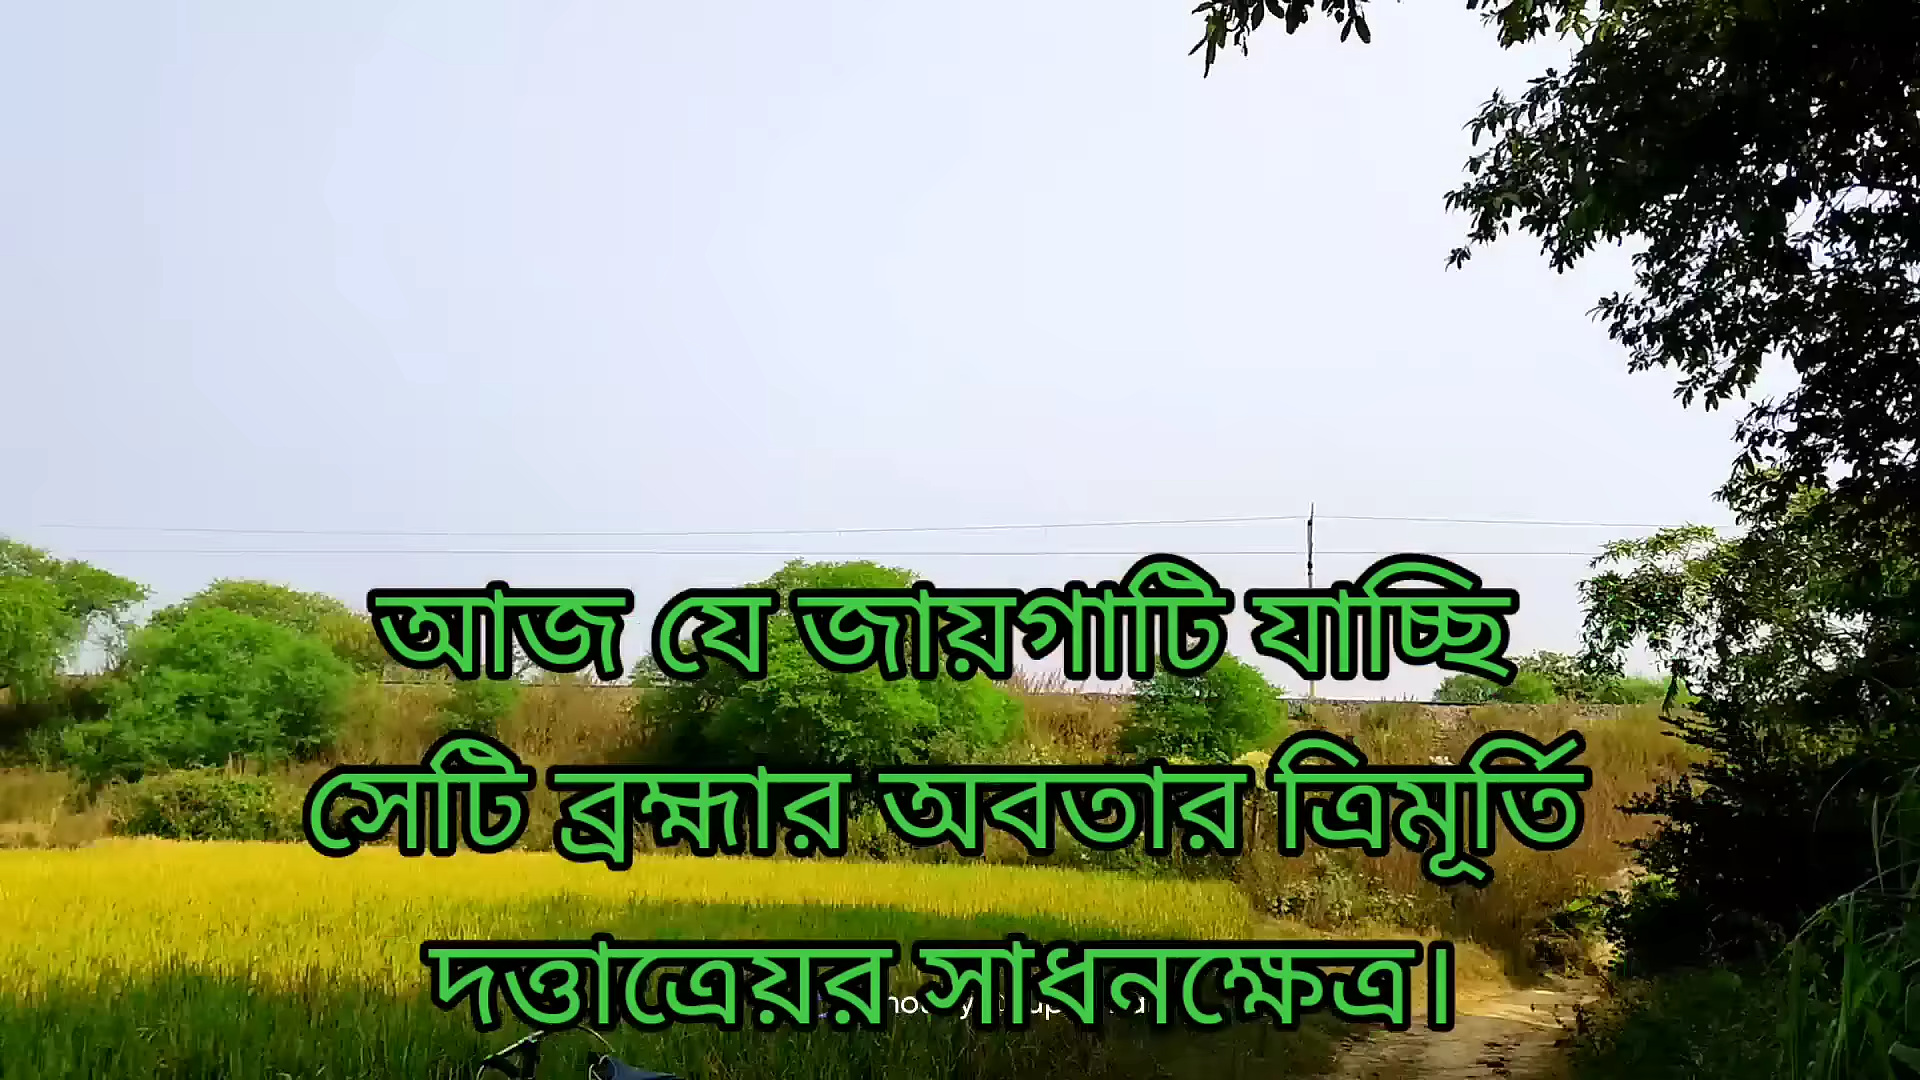 আজ যে জায়গাটি যাচ্ছি
সেটি ব্রহ্মার অবতার ত্রিমূর্তি
দত্তাত্রেয়র সাধনক্ষেত্র।